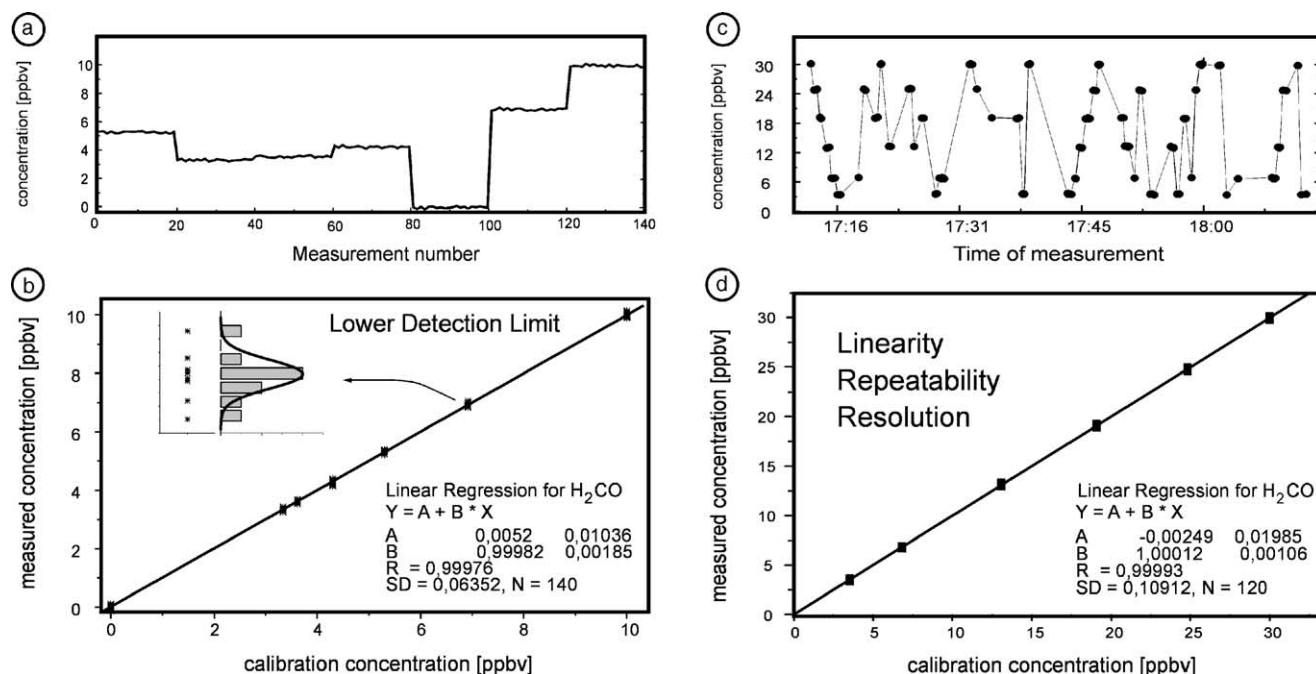 a
concentration [ppbv]
10
8
6
4
2
0
0 20 40 60 80 100 120 140
Measurement number
b
measured concentration [ppbv]
10
8
6
4
2
0
Lower Detection Limit
Linear Regression for H₂CO
Y = A + B * X
A 0,0052 0,01036
B 0,99982 0,00185
R = 0,99976
SD = 0,06352, N = 140
0 2 4 6 8 10
calibration concentration [ppbv]
c
concentration [ppbv]
30
24
18
12
6
0
17:16 17:31 17:45 18:00
Time of measurement
d
measured concentration [ppbv]
30
25
20
15
10
5
0
Linearity
Repeatability
Resolution
Linear Regression for H₂CO
Y = A + B * X
A -0,00249 0,01985
B 1,00012 0,00106
R = 0,99993
SD = 0,10912, N = 120
0 5 10 15 20 25 30
calibration concentration [ppbv]